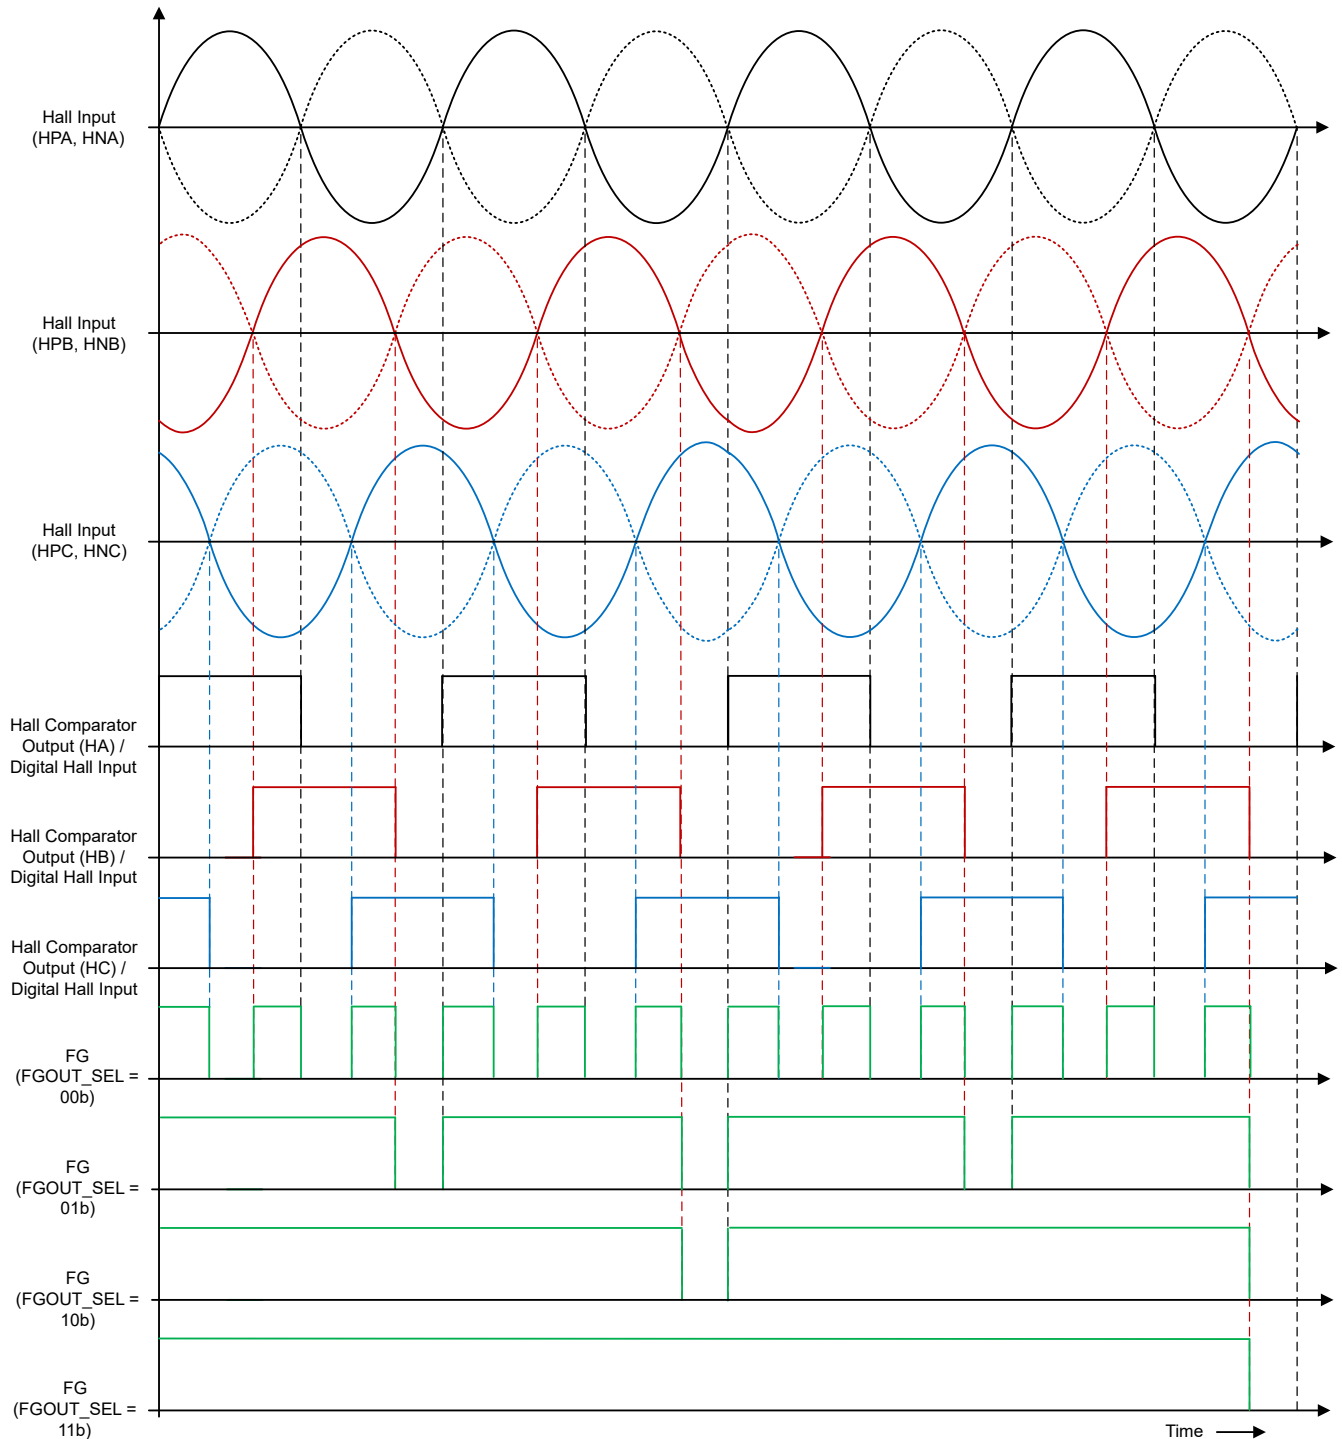 Hall Input
(HPA, HNA)
Hall Input
(HPB, HNB)
Hall Input
(HPC, HNC)
Hall Comparator
Output (HA) /
Digital Hall Input
Hall Comparator
Output (HB) /
Digital Hall Input
Hall Comparator
Output (HC) /
Digital Hall Input
FG
(FGOUT_SEL =
00b)
FG
(FGOUT_SEL =
01b)
FG
(FGOUT_SEL =
10b)
FG
(FGOUT_SEL =
11b)
Time